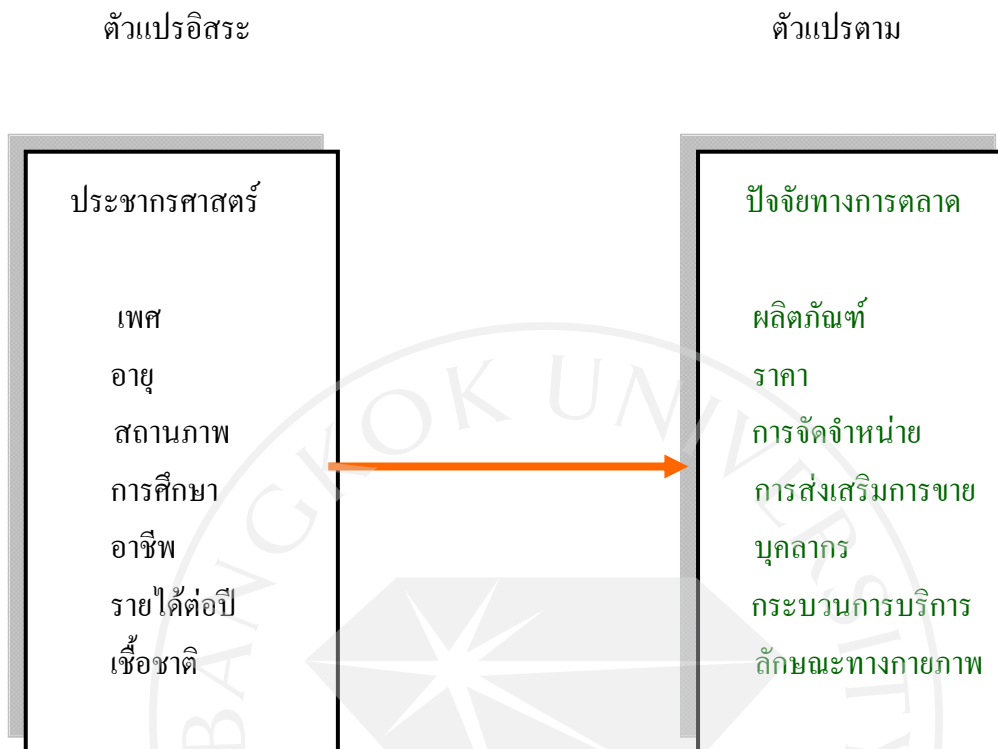 ตัวแปรอิสระ
ตัวแปรตาม
ประชากรศาสตร์
เพศ
อายุ
สถานภาพ
การศึกษา
อาชีพ
รายได้ต่อปี
เชื้อชาติ
ปัจจัยทางการตลาด
ผลิตภัณฑ์
ราคา
การจัดจำหน่าย
การส่งเสริมการขาย
บุคลากร
กระบวนการบริการ
ลักษณะทางกายภาพ
BANGKOK UNIVERSITY